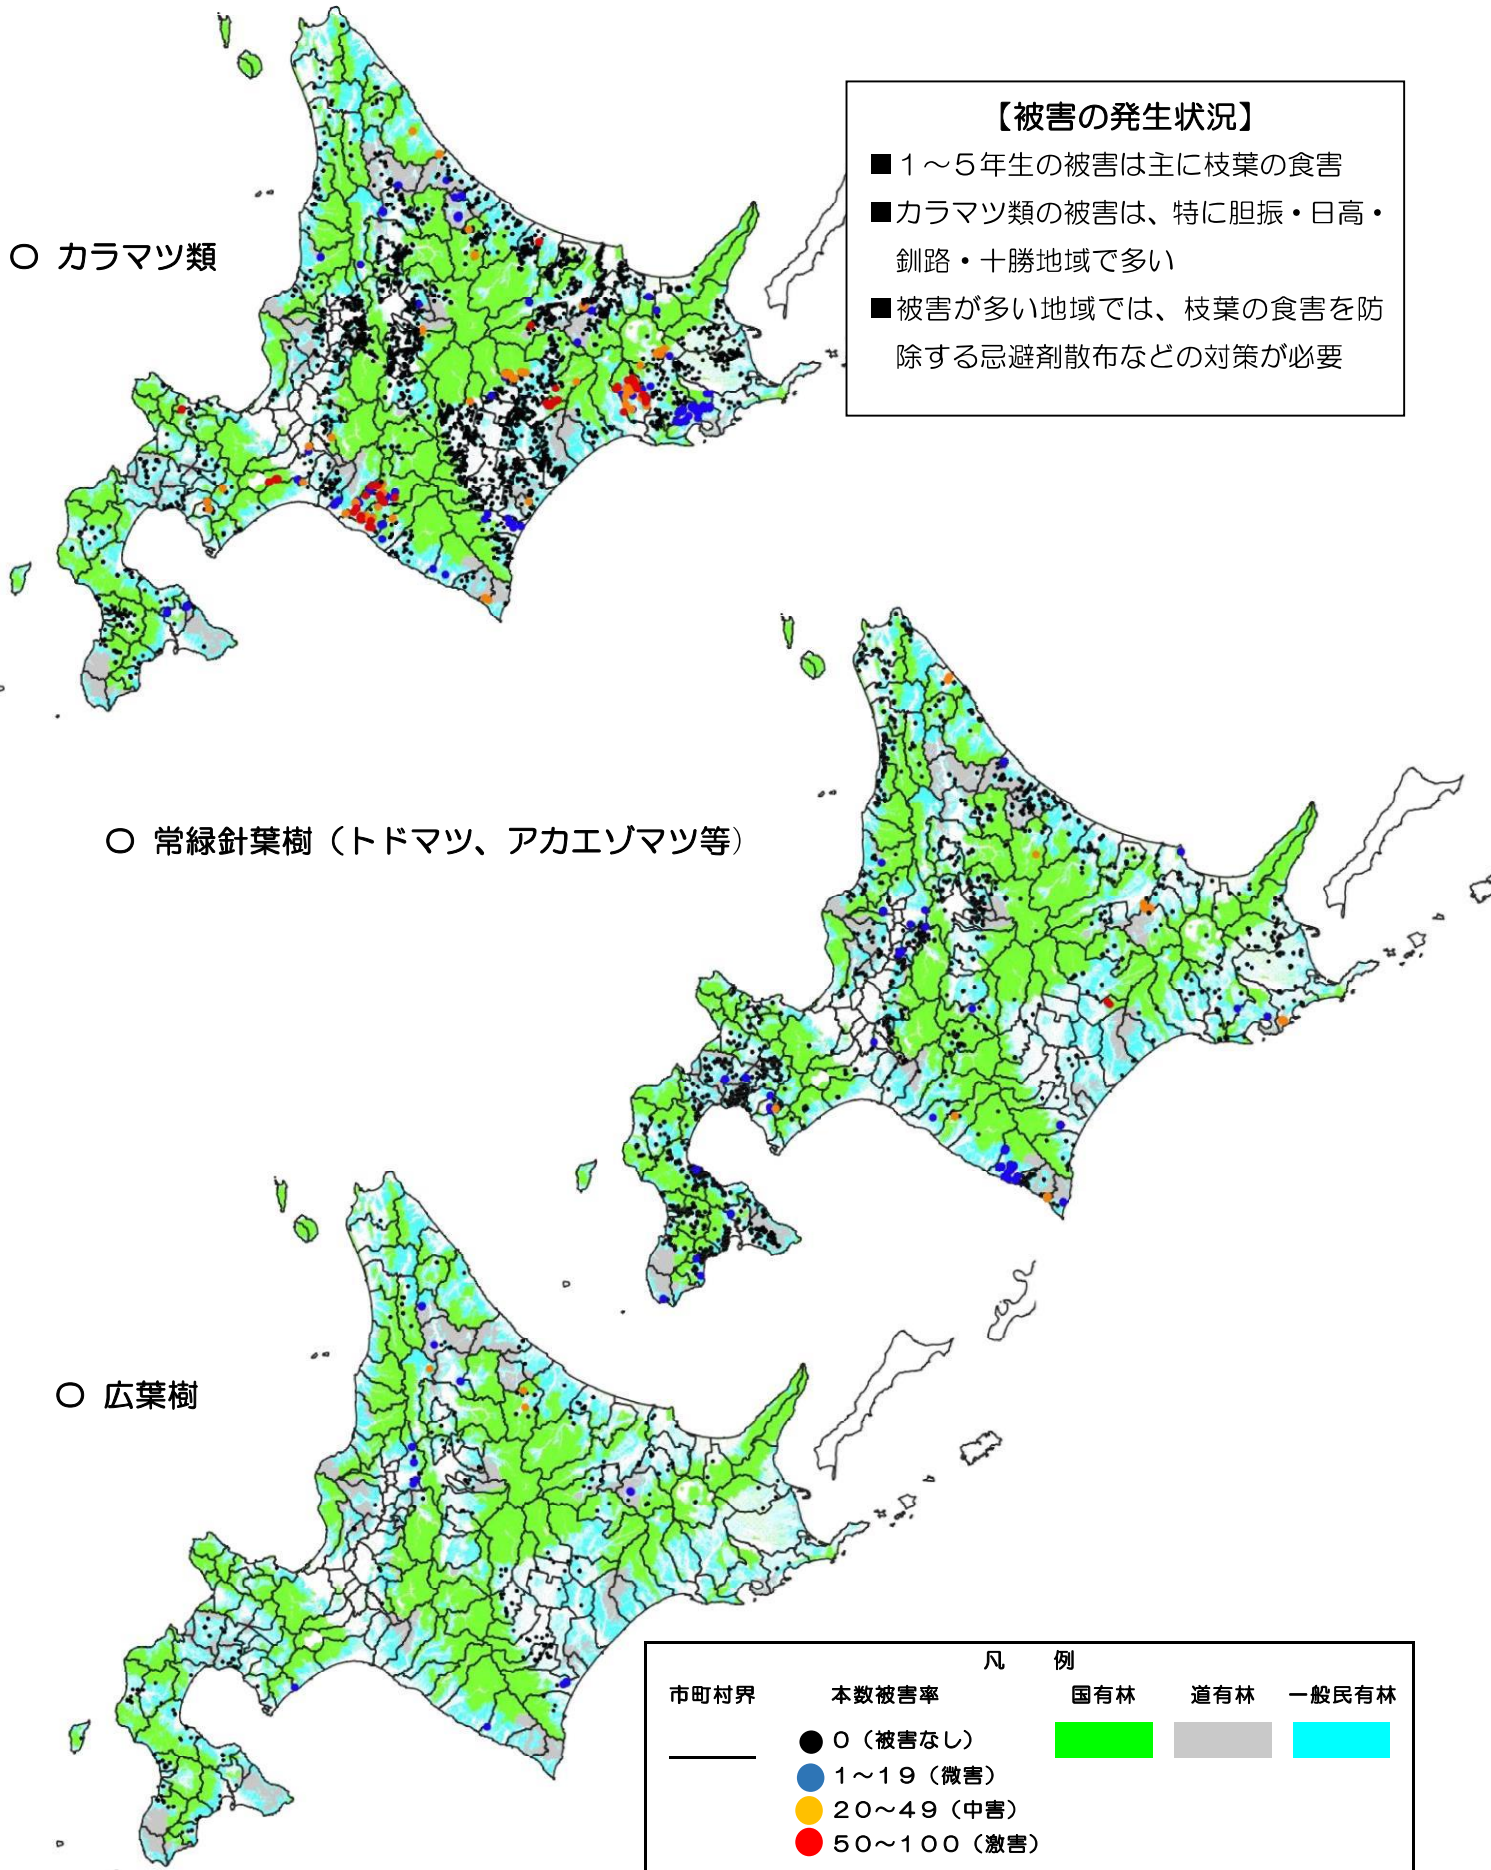 【被害の発生状況】
■１～５年生の被害は主に枝葉の食害
■カラマツ類の被害は、特に胆振・日高・
釧路・十勝地域で多い
■被害が多い地域では、枝葉の食害を防
除する忌避剤散布などの対策が必要
○ カラマツ類
○ 常緑針葉樹（トドマツ、アカエゾマツ等）
○ 広葉樹
凡　例
市町村界　本数被害率　国有林　道有林　一般民有林
０（被害なし）
１～１９（微害）
２０～４９（中害）
５０～１００（激害）